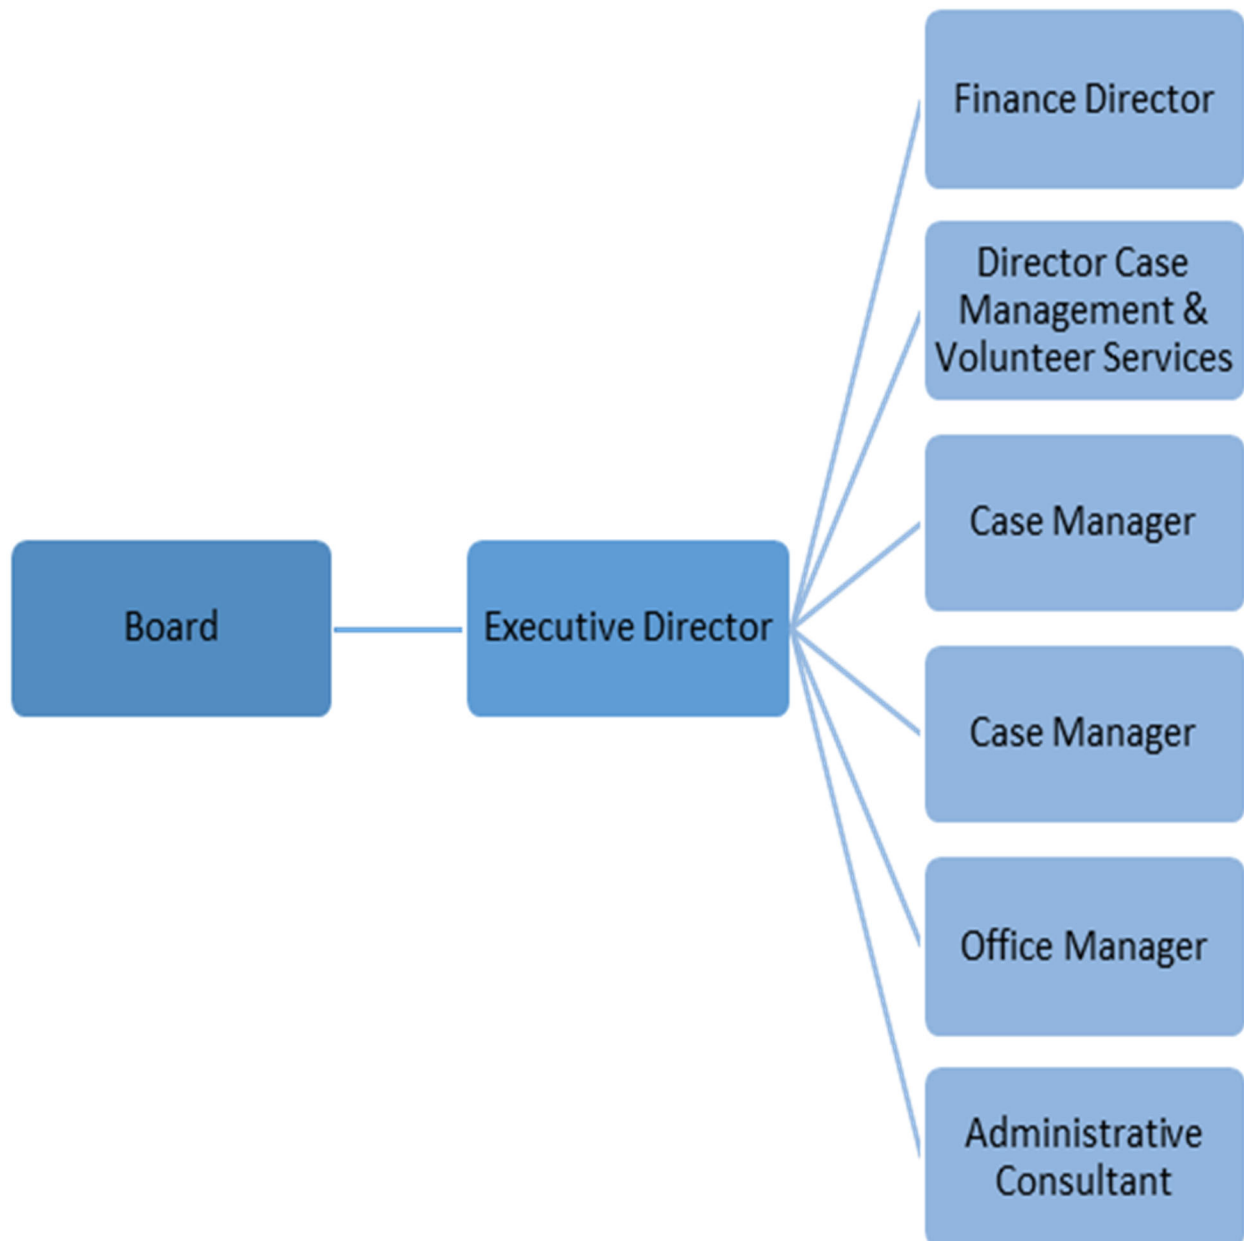 Board
Executive Director
Finance Director
Director Case
Management &
Volunteer Services
Case Manager
Case Manager
Office Manager
Administrative
Consultant